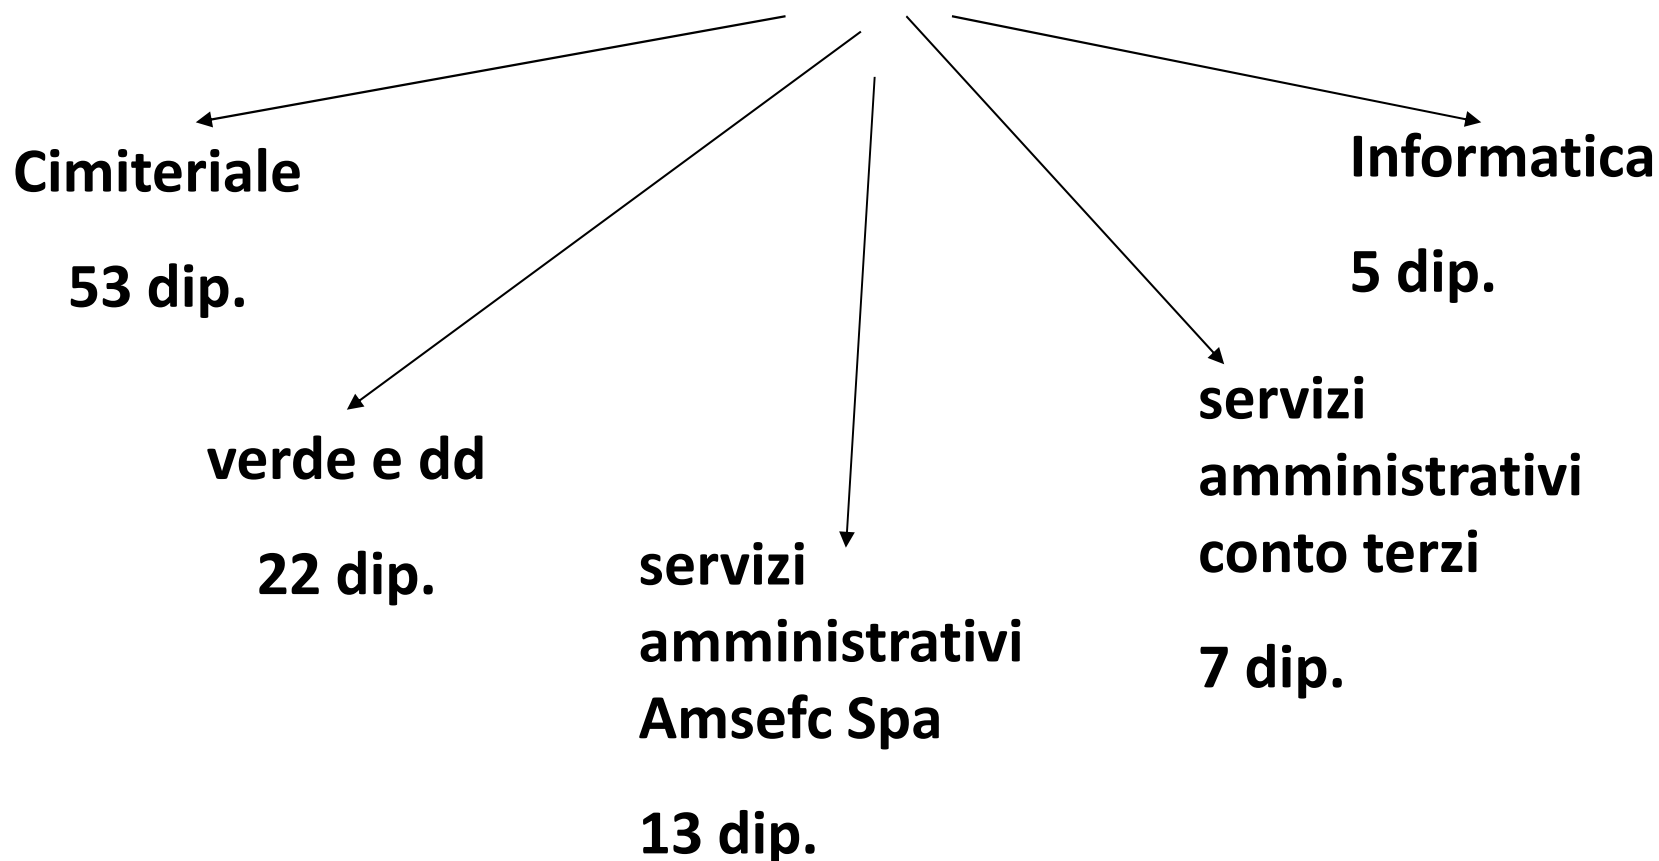 Cimiteriale
53 dip.
verde e dd
22 dip.
servizi
amministrativi
Amsefc Spa
13 dip.
servizi
amministrativi
conto terzi
7 dip.
Informatica
5 dip.